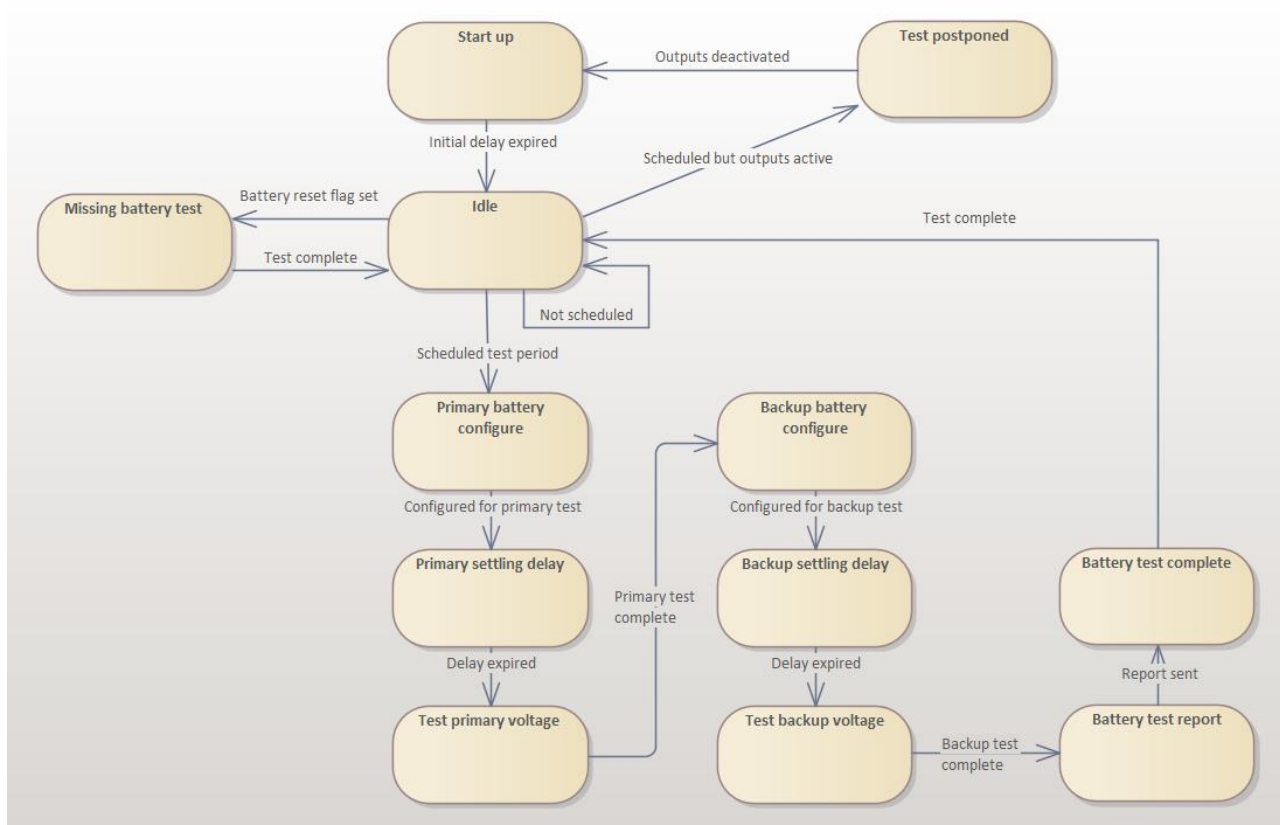 Start up
Test postponed
Outputs deactivated
Initial delay expired
Scheduled but outputs active
Battery reset flag set
Missing battery test
Idle
Test complete
Test complete
Not scheduled
Scheduled test period
Primary battery
configure
Backup battery
configure
Configured for primary test
Configured for backup test
Primary settling delay
Backup settling delay
Battery test complete
Primary test
complete
Delay expired
Delay expired
Report sent
Test primary voltage
Test backup voltage
Battery test report
Backup test
complete